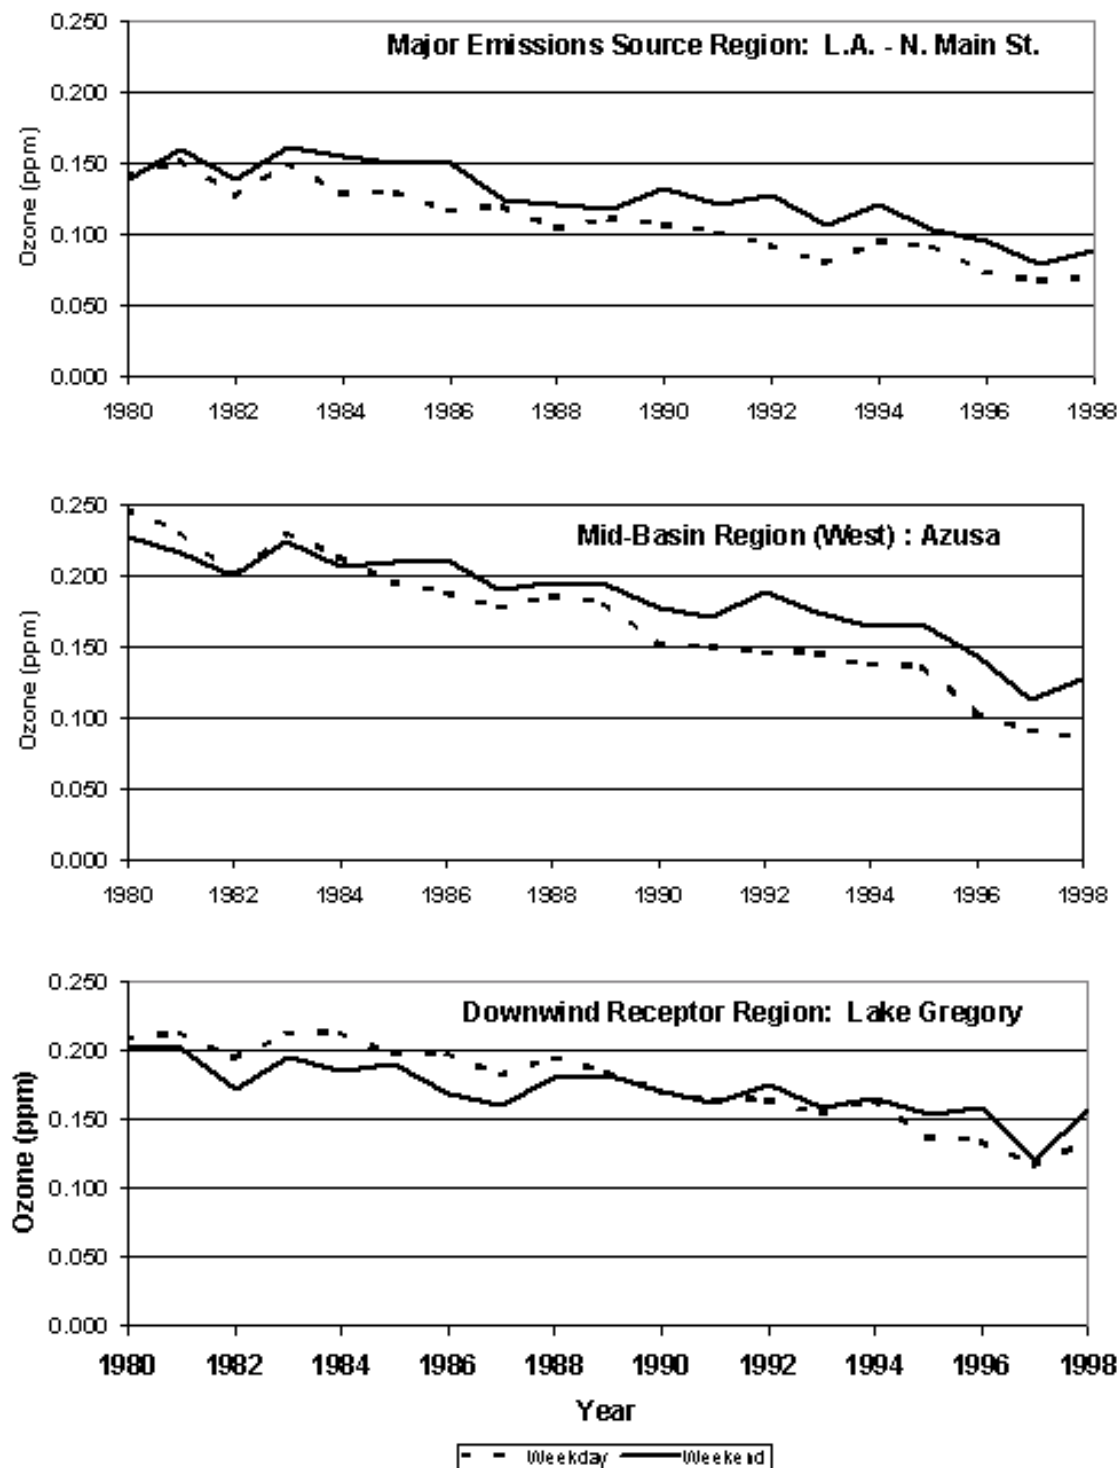 Major Emissions Source Region: L.A. - N. Main St.
0.250
0.200
0.150
0.100
0.050
0.000
Ozone (ppm)
1980 1982 1984 1986 1988 1990 1992 1994 1996 1998
Mid-Basin Region (West) : Azusa
0.250
0.200
0.150
0.100
0.050
0.000
Ozone (ppm)
1980 1982 1984 1986 1988 1990 1992 1994 1996 1998
Downwind Receptor Region: Lake Gregory
0.250
0.200
0.150
0.100
0.050
0.000
Ozone (ppm)
1980 1982 1984 1986 1988 1990 1992 1994 1996 1998
Year
Weekday Weekend